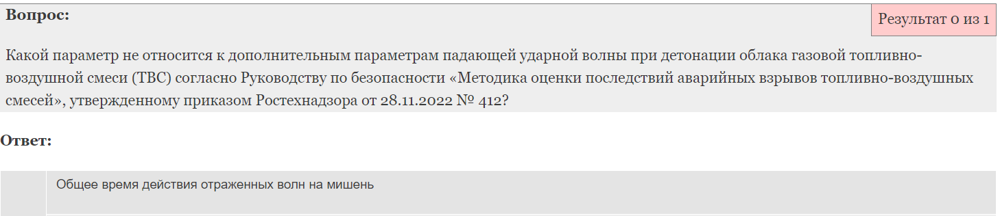 Вопрос:
Результат 0 из 1
Какой параметр не относится к дополнительным параметрам падающей ударной волны при детонации облака газовой топливно-
воздушной смеси (ТВС) согласно Руководству по безопасности «Методика оценки последствий аварийных взрывов топливно-воздушных
смесей», утвержденному приказом Ростехнадзора от 28.11.2022 № 412?
Ответ:
Общее время действия отраженных волн на мишень